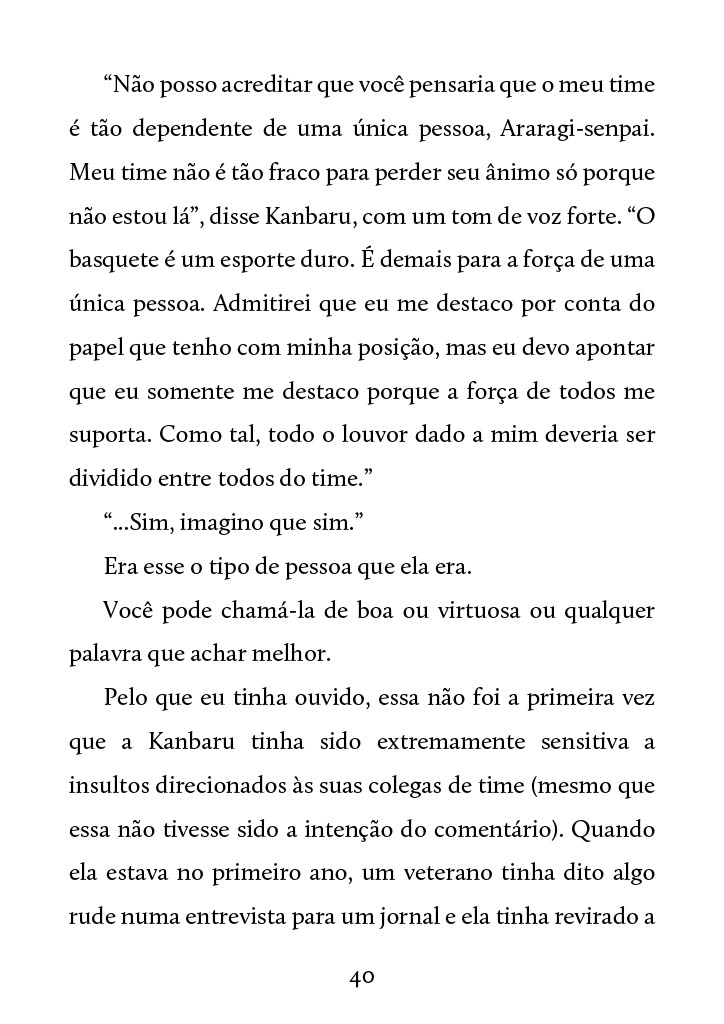 “Não posso acreditar que você pensaria que o meu time
é tão dependente de uma única pessoa, Araragi-senpai.
Meu time não é tão fraco para perder seu ânimo só porque
não estou lá”, disse Kanbaru, com um tom de voz forte. “O
basquete é um esporte duro. É demais para a força de uma
única pessoa. Admitirei que eu me destaco por conta do
papel que tenho com minha posição, mas eu devo apontar
que eu somente me destaco porque a força de todos me
suporta. Como tal, todo o louvor dado a mim deveria ser
dividido entre todos do time.”
“...Sim, imagino que sim.”
Era esse o tipo de pessoa que ela era.
Você pode chamá-la de boa ou virtuosa ou qualquer
palavra que achar melhor.
Pelo que eu tinha ouvido, essa não foi a primeira vez
que a Kanbaru tinha sido extremamente sensitiva a
insultos direcionados às suas colegas de time (mesmo que
essa não tivesse sido a intenção do comentário). Quando
ela estava no primeiro ano, um veterano tinha dito algo
rude numa entrevista para um jornal e ela tinha revirado a
40